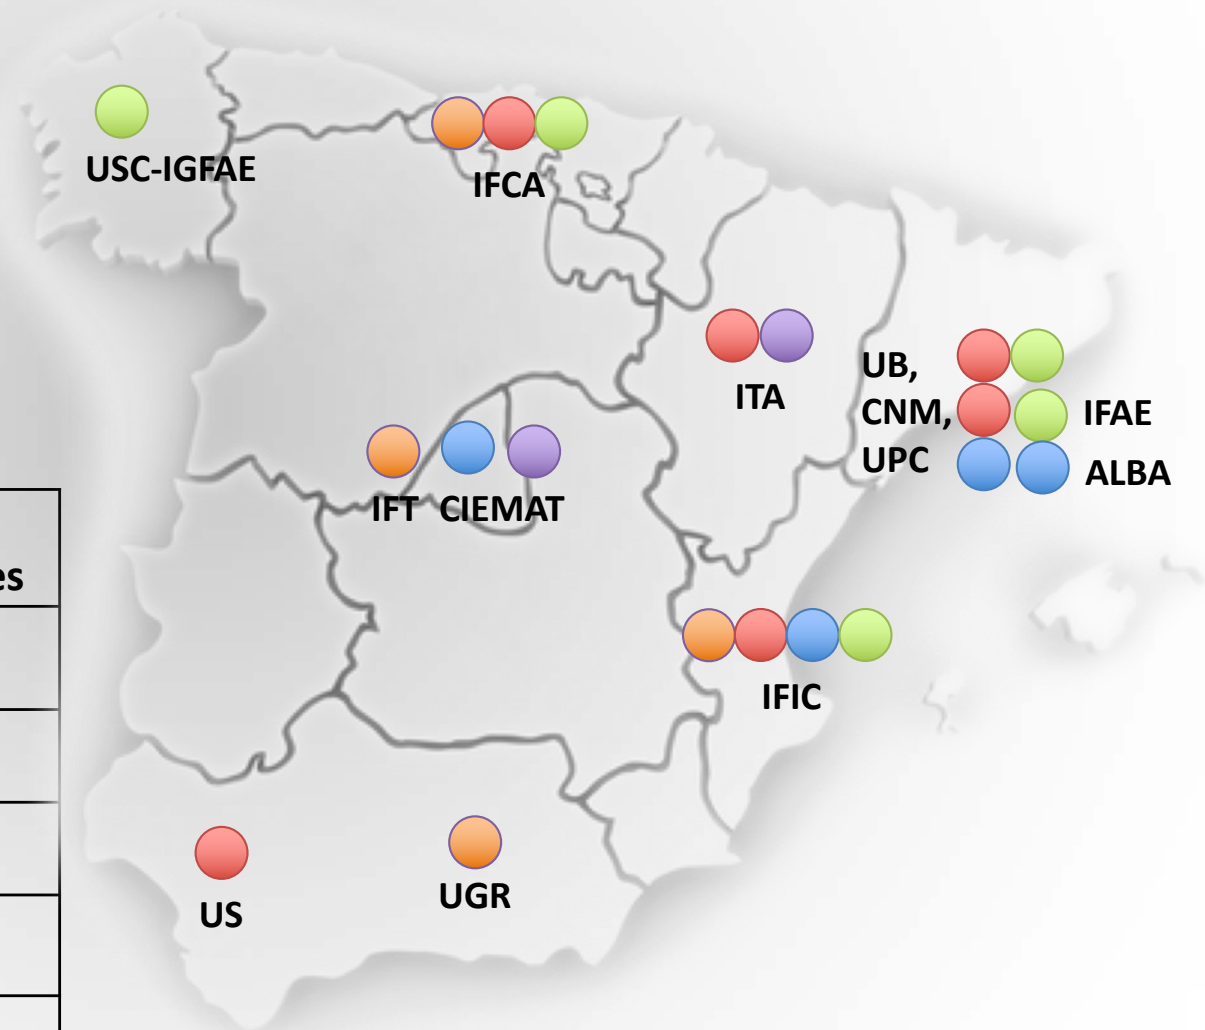 USC-IGFAE
IFCA
ITA
UB,
CNM,
UPC
IFAE
ALBA
IFT CIEMAT
es
IFIC
US
UGR